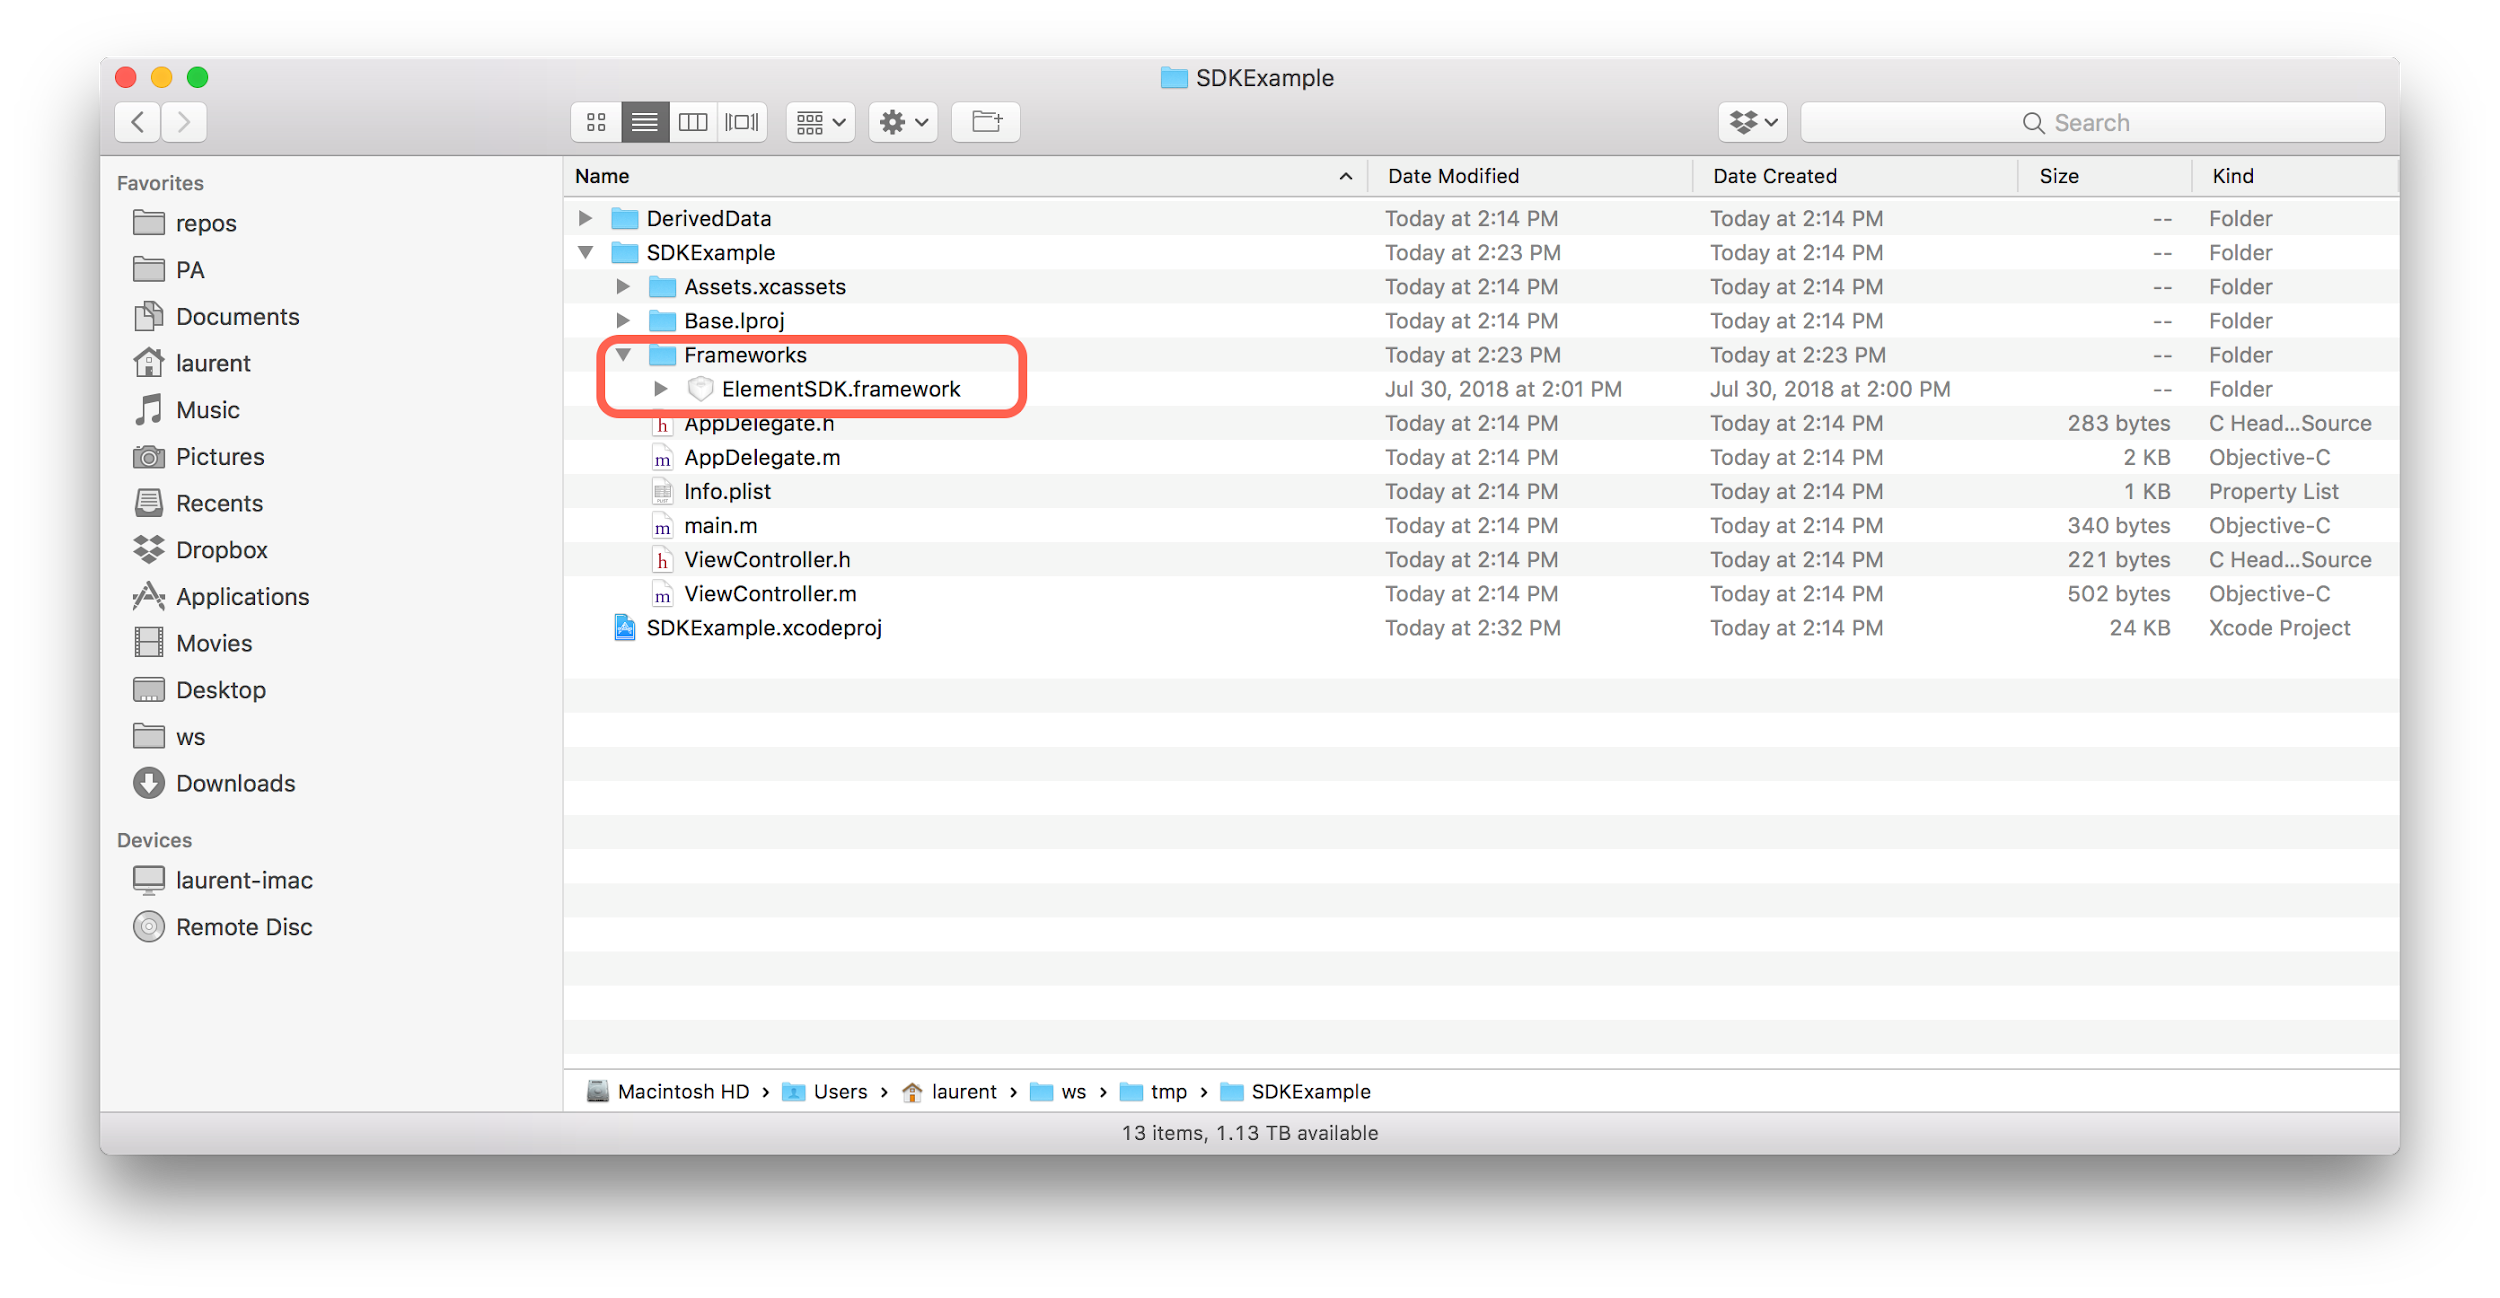 SDKExample
Search
Favorites
repos
PA
Documents
laurent
Music
Pictures
Recents
Dropbox
Applications
Movies
Desktop
ws
Downloads
Devices
laurent-imac
Remote Disc
Name Date Modified Date Created Size Kind
DerivedData Today at 2:14 PM Today at 2:14 PM -- Folder
SDKExample Today at 2:23 PM Today at 2:14 PM -- Folder
Assets.xcassets Today at 2:14 PM Today at 2:14 PM -- Folder
Base.lproj Today at 2:14 PM Today at 2:14 PM -- Folder
Frameworks Today at 2:23 PM Today at 2:23 PM -- Folder
ElementSDK.framework Jul 30, 2018 at 2:01 PM Jul 30, 2018 at 2:00 PM -- Folder
h AppDelegate.h Today at 2:14 PM Today at 2:14 PM 283 bytes C Head...Source
m AppDelegate.m Today at 2:14 PM Today at 2:14 PM 2 KB Objective-C
Info.plist Today at 2:14 PM Today at 2:14 PM 1 KB Property List
m main.m Today at 2:14 PM Today at 2:14 PM 340 bytes Objective-C
h ViewController.h Today at 2:14 PM Today at 2:14 PM 221 bytes C Head...Source
m ViewController.m Today at 2:14 PM Today at 2:14 PM 502 bytes Objective-C
SDKExample.xcodeproj Today at 2:32 PM Today at 2:14 PM 24 KB Xcode Project
Macintosh HD › Users › laurent › ws › tmp › SDKExample
13 items, 1.13 TB available